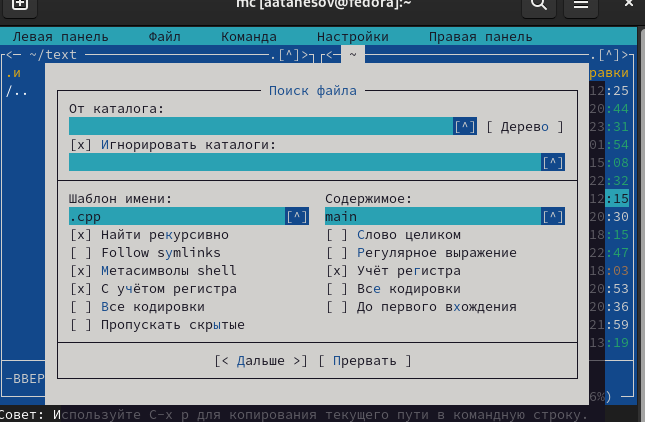 mc [aatanesov@fedora]:~
Левая панель Файл Команда Настройки Правая панель
<— ~/text .[^]> <— ~ .[^]>
.и равки
/.. 12:25
Поиск файла
20:44
От каталога:
23:31
[^] [ Дерево ]
01:54
[x] Игнорировать каталоги:
15:08
[^]
22:32
Шаблон имени: Содержимое:
12:15
.cpp [^] main [^]
20:30
[x] Найти рекурсивно [ ] Слово целиком
18:15
[ ] Follow symlinks [ ] Регулярное выражение
22:47
[x] Метасимволы shell [x] Учёт регистра
18:03
[x] С учётом регистра [ ] Все кодировки
20:53
[ ] Все кодировки [ ] До первого вхождения
20:36
[ ] Пропускать скрытые
21:59
13:19
[< Дальше >] [ Прервать ]
-ВВЕР
6%)
Совет: Используйте C-x p для копирования текущего пути в командную строку.